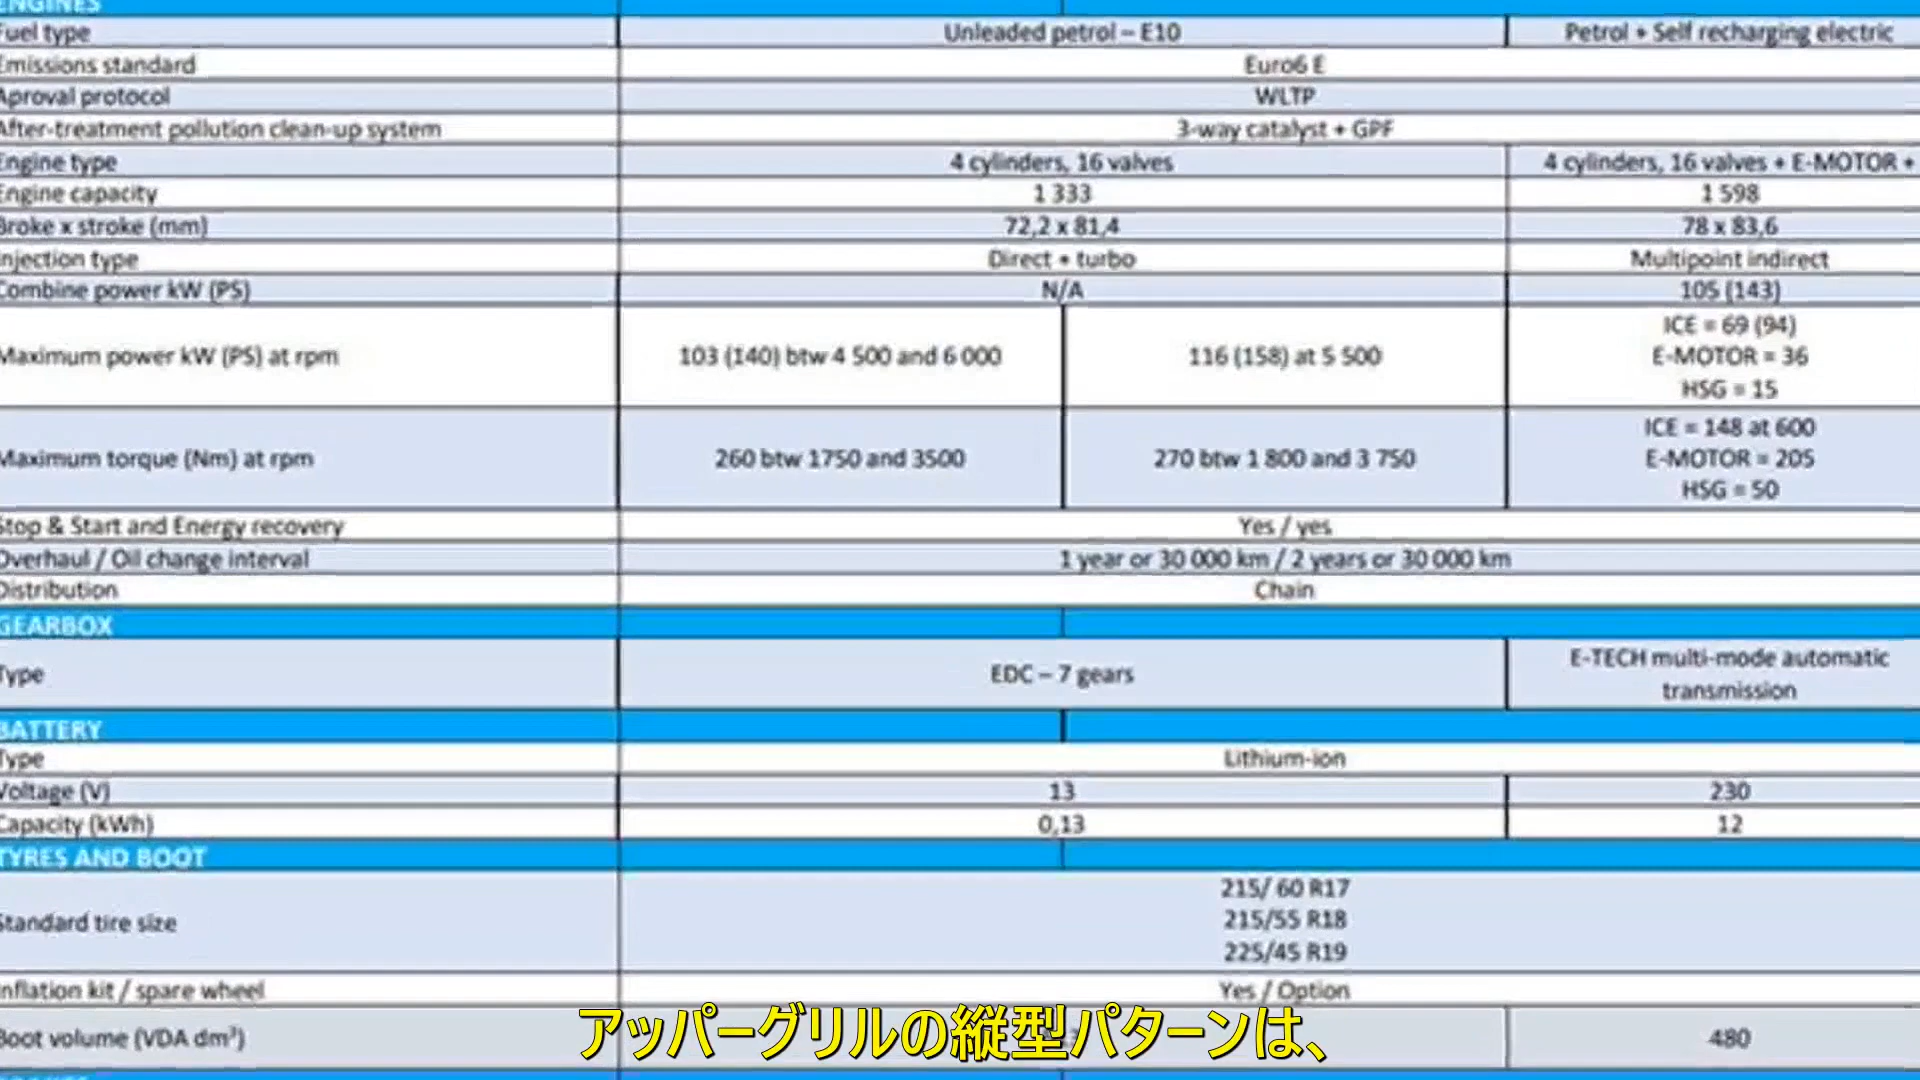 ENGINES
Fuel type Unleaded petrol – E10 Petrol + Self recharging electric
Emissions standard Euro6 E
Aproval protocol WLTP
After-treatment pollution clean-up system 3-way catalyst + GPF
Engine type 4 cylinders, 16 valves 4 cylinders, 16 valves + E-MOTOR +
Engine capacity 1 333 1 598
Broke x stroke (mm) 72,2 x 81,4 78 x 83,6
Injection type Direct + turbo Multipoint indirect
Combine power kW (PS) N/A 105 (143)
Maximum power kW (PS) at rpm 103 (140) btw 4 500 and 6 000 116 (158) at 5 500 ICE = 69 (94)
E-MOTOR = 36
HSG = 15
Maximum torque (Nm) at rpm 260 btw 1750 and 3500 270 btw 1 800 and 3 750 ICE = 148 at 600
E-MOTOR = 205
HSG = 50
Stop & Start and Energy recovery Yes / yes
Overhaul / Oil change interval 1 year or 30 000 km / 2 years or 30 000 km
Distribution Chain
GEARBOX
Type EDC – 7 gears E-TECH multi-mode automatic
transmission
BATTERY
Type Lithium-ion
Voltage (V) 13 230
Capacity (kWh) 0,13 12
TYRES AND BOOT
Standard tire size 215/ 60 R17
215/55 R18
225/45 R19
Inflation kit / spare wheel Yes / Option
Boot volume (VDA dm³) 480
アッパーグリルの縦型パターンは、